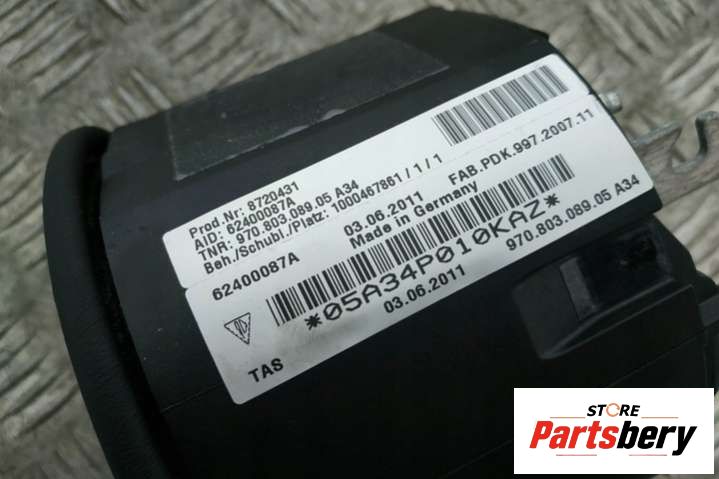 Prod.Nr: 8720431
AID: 62400087A
TNR: 970.803.089.05 A34
Beh./Schubl./Platz: 1000467861 / 1 / 1
03.06.2011 FAB.PDK.997.2007.11
Made in Germany
62400087A
*05A34P010KAZ*
TAS 03.06.2011 970.803.089.05 A34
STORE
Partsbery